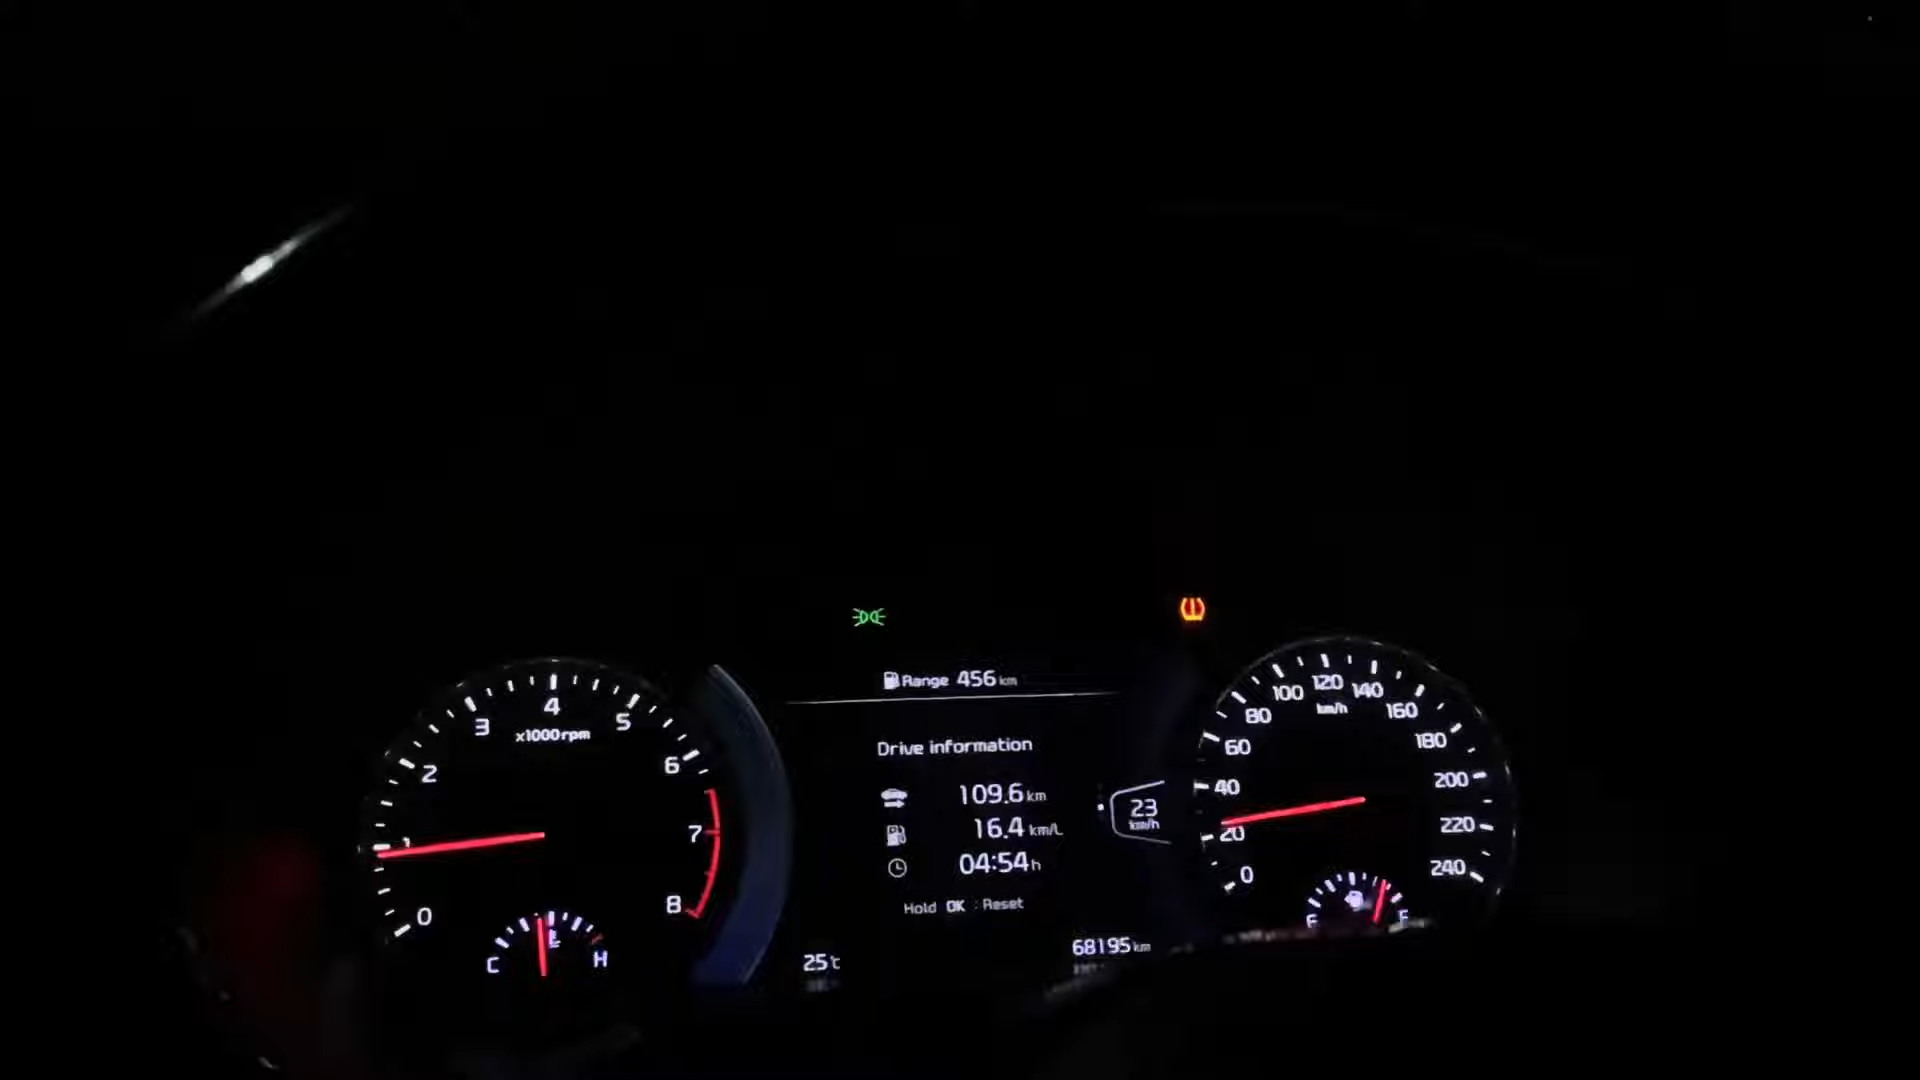 Range 456 km
Drive information
109.6 km
16.4 km/L
04:54 h
Hold OK : Reset
25℃
68195 km
0 1 2 3 4 5 6 7 8
x1000rpm
C H
23
km/h
0 20 40 60 80 100 120 140 160 180 200 220 240
km/h
F